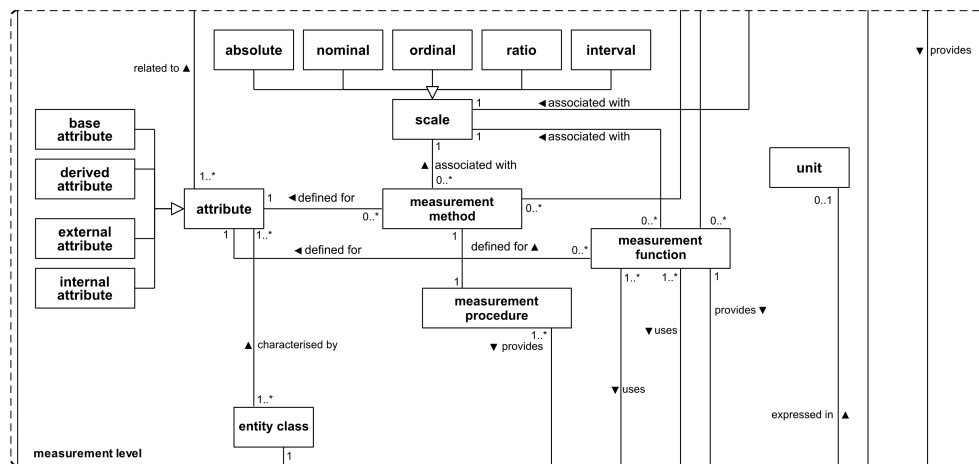 ▼ provides
absolute
nominal
ordinal
ratio
interval
related to ▲
1
◄ associated with
scale
base
attribute
1
◄ associated with
1
▲ associated with
derived
attribute
unit
1..*
0..*
0..1
attribute
1
◄ defined for
0..*
measurement
method
0..*
external
attribute
1
1..*
1
0..*
0..*
◄ defined for
defined for ▲
0..*
measurement
function
internal
attribute
1
1..*
1..*
1
measurement
procedure
provides ▼
1..*
▼ uses
▲ characterised by
▼ provides
▼ uses
1..*
expressed in ▲
entity class
1
measurement level